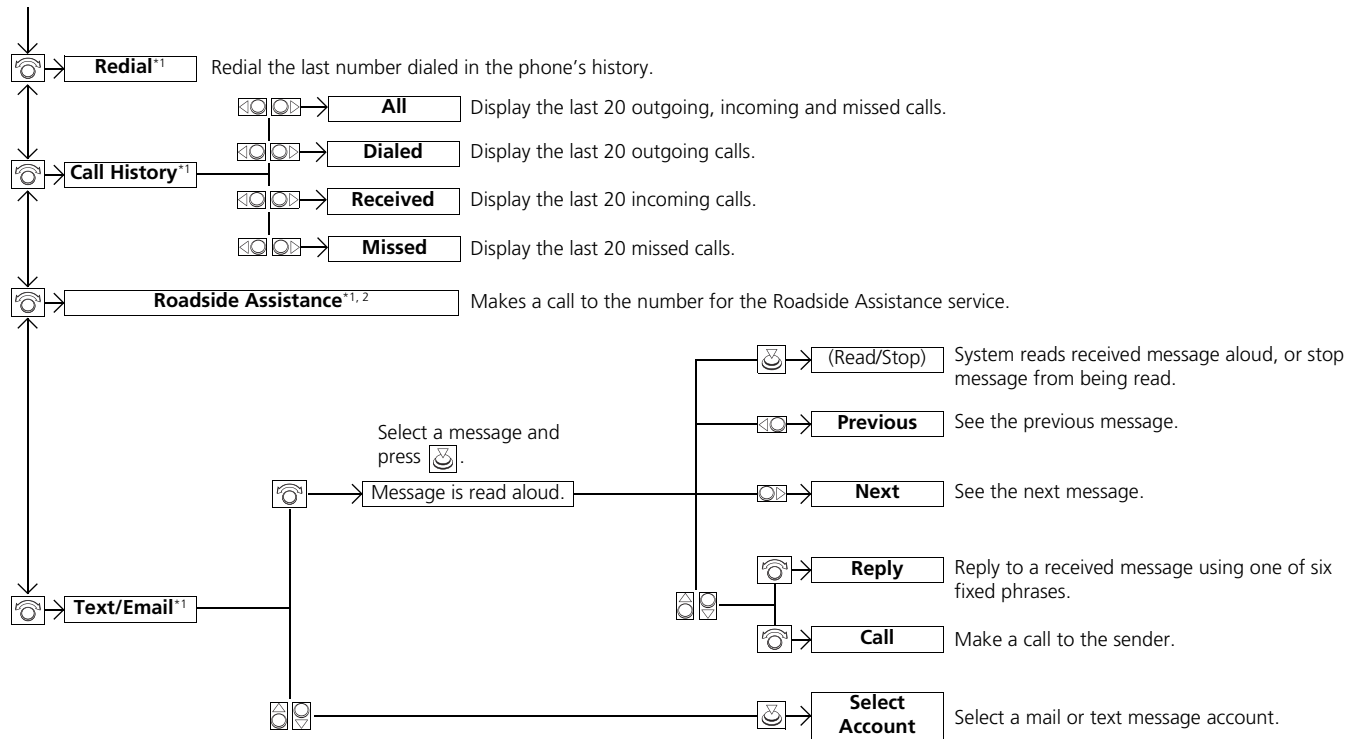 Redial*1 Redial the last number dialed in the phone's history.
All Display the last 20 outgoing, incoming and missed calls.
Dialed Display the last 20 outgoing calls.
Call History*1
Received Display the last 20 incoming calls.
Missed Display the last 20 missed calls.
Roadside Assistance*1, 2 Makes a call to the number for the Roadside Assistance service.
(Read/Stop) System reads received message aloud, or stop
message from being read.
Previous See the previous message.
Select a message and
press .
Message is read aloud.
Next See the next message.
Reply Reply to a received message using one of six
fixed phrases.
Text/Email*1
Call Make a call to the sender.
Select
Account Select a mail or text message account.